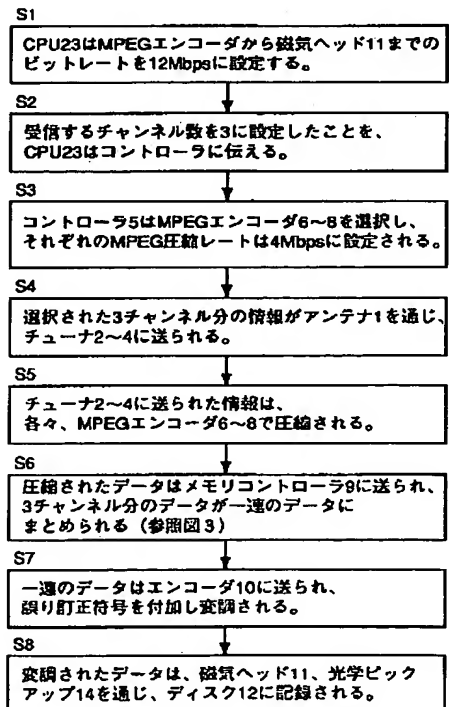 S1
CPU23はMPEGエンコーダから磁気ヘッド11までの
ビットレートを12Mbpsに設定する。
S2
受信するチャンネル数を3に設定したことを、
CPU23はコントローラに伝える。
S3
コントローラ5はMPEGエンコーダ6~8を選択し、
それぞれのMPEG圧縮レートは4Mbpsに設定される。
S4
選択された3チャンネル分の情報がアンテナ1を通じ、
チューナ2~4に送られる。
S5
チューナ2~4に送られた情報は、
各々、MPEGエンコーダ6~8で圧縮される。
S6
圧縮されたデータはメモリコントローラ9に送られ、
3チャンネル分のデータが一連のデータに
まとめられる(参照図3)
S7
一連のデータはエンコーダ10に送られ、
誤り訂正符号を付加し変調される。
S8
変調されたデータは、磁気ヘッド11、光学ピック
アップ14を通じ、ディスク12に記録される。